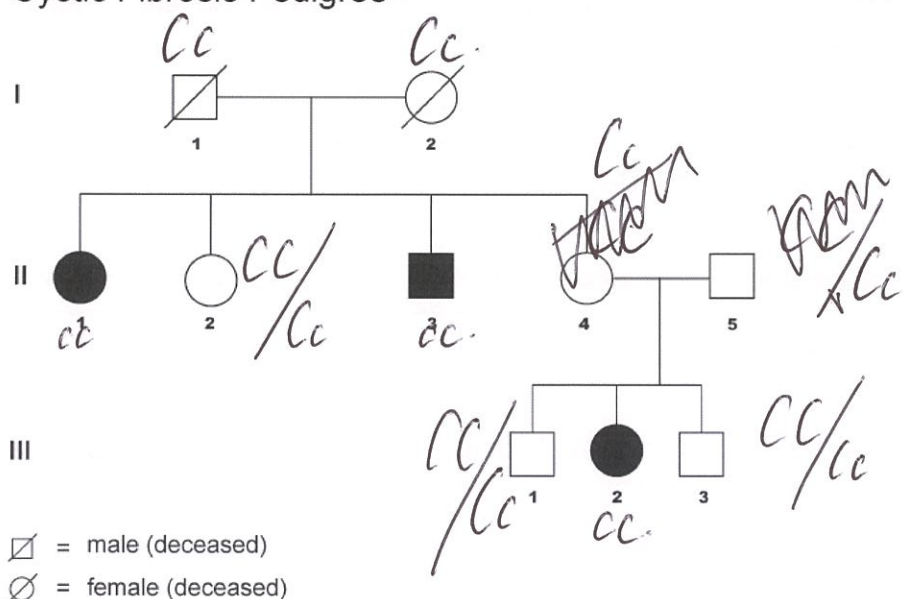 Cystic Fibrosis Pedigree
Cc Cc.
I
1 2
Cc
CC/Cc
/Cc
II
1 2 3 4 5
cc cc.
CC/Cc CC/Cc
III
1 2 3
cc.
= male (deceased)
= female (deceased)